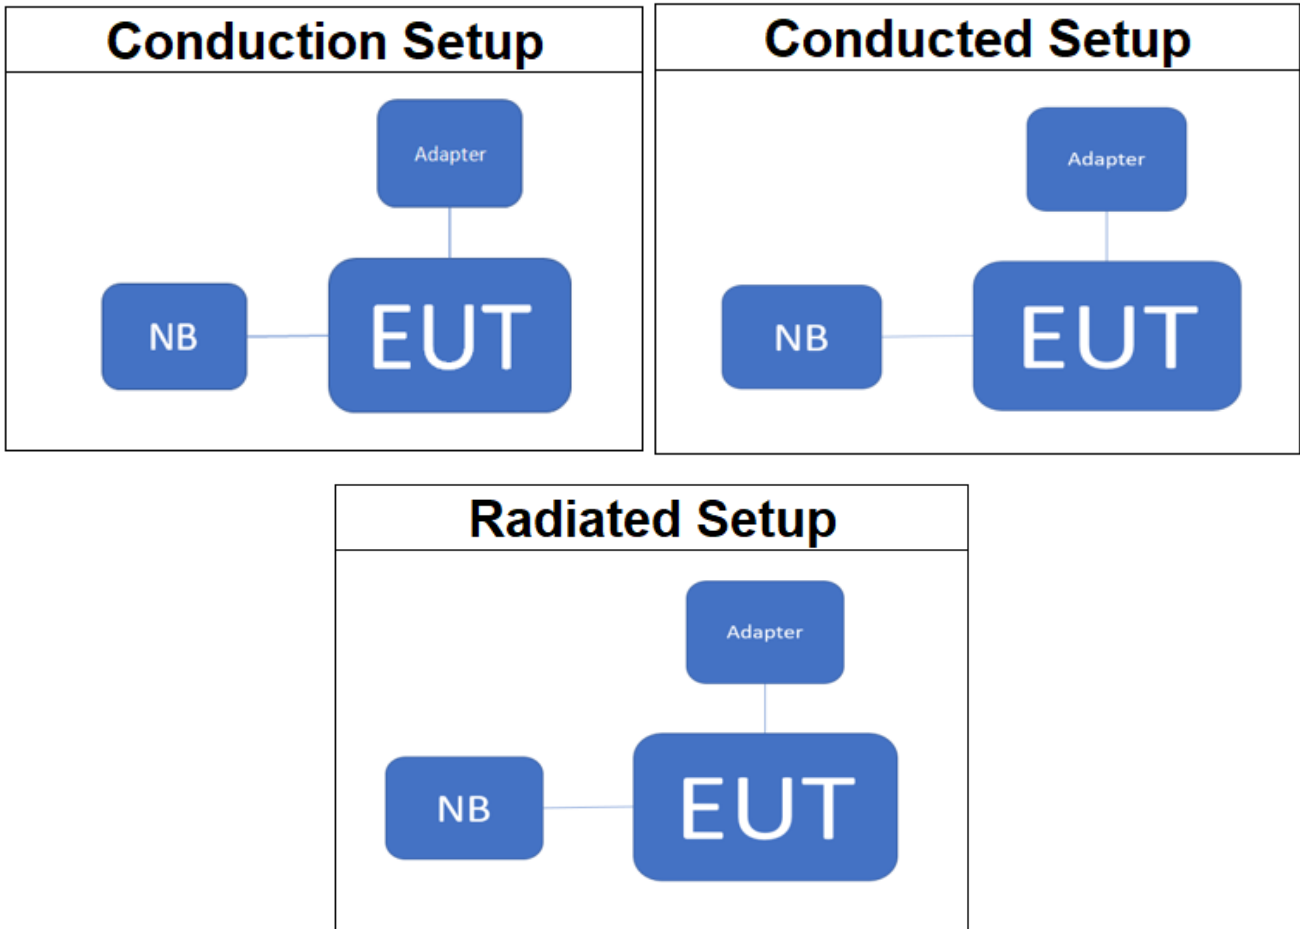 Conduction Setup
Adapter
NB
EUT
Conducted Setup
Adapter
NB
EUT
Radiated Setup
Adapter
NB
EUT